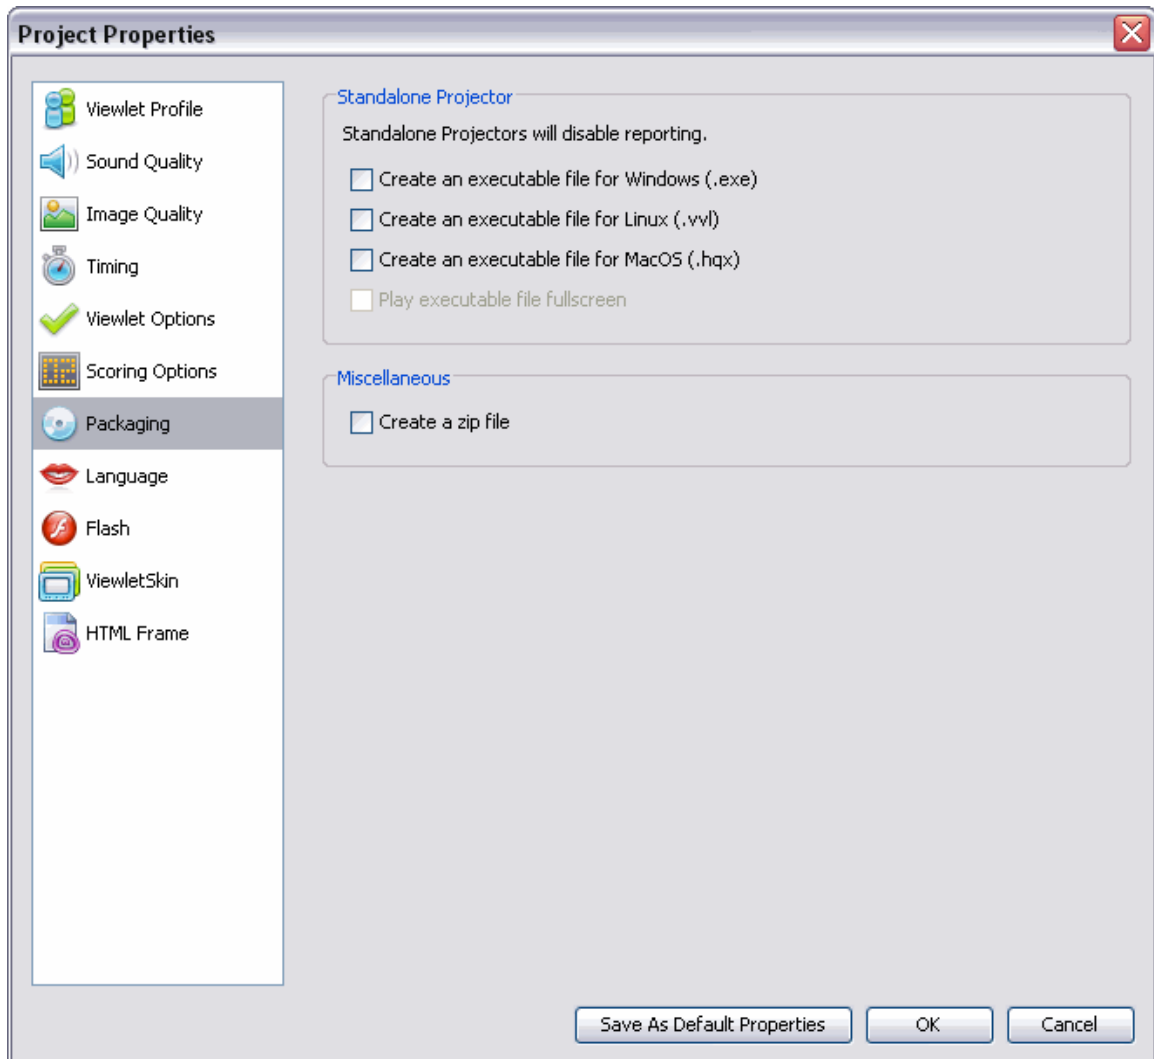 Project Properties
Viewlet Profile
Sound Quality
Image Quality
Timing
Viewlet Options
Scoring Options
Packaging
Language
Flash
ViewletSkin
HTML Frame
Standalone Projector
Standalone Projectors will disable reporting.
Create an executable file for Windows (.exe)
Create an executable file for Linux (.vvl)
Create an executable file for MacOS (.hqx)
Play executable file fullscreen
Miscellaneous
Create a zip file
Save As Default Properties
OK
Cancel